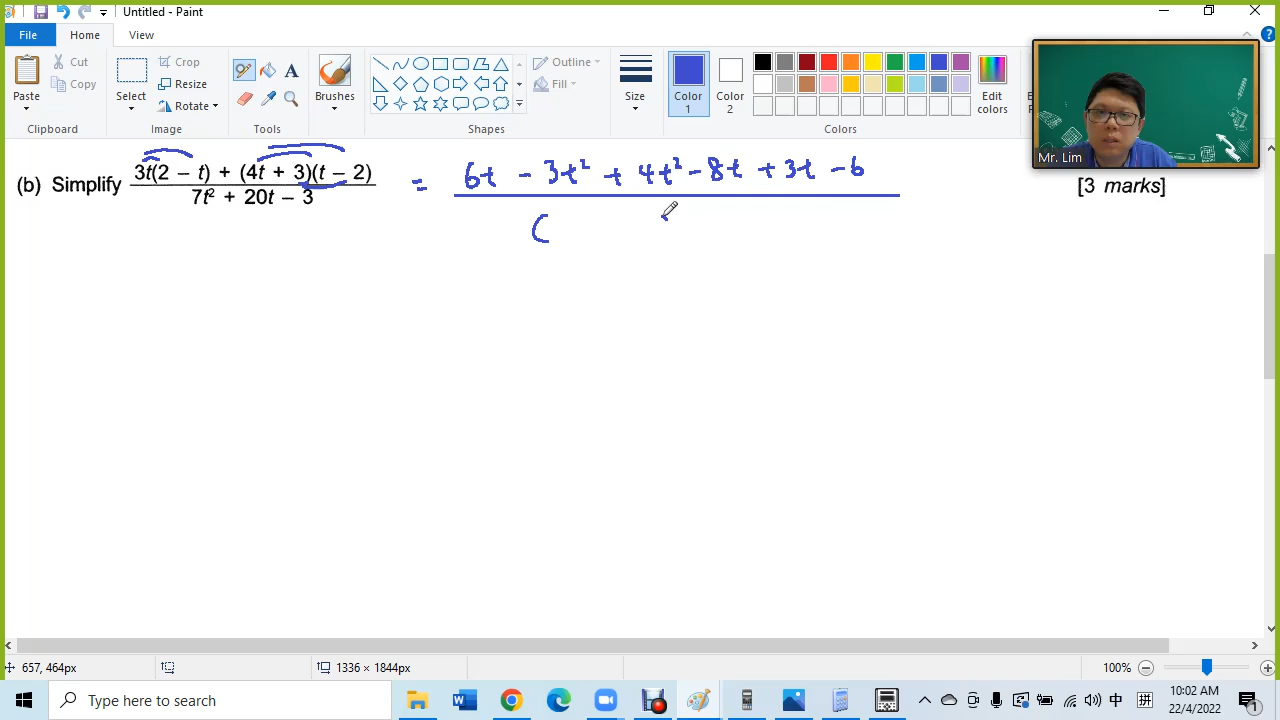 Untitled - Paint
File Home View
Paste Cut Copy
Select Crop Resize Rotate
Brushes
Outline
Fill
Size
Color 1
Color 2
Edit colors
Clipboard Image Tools Shapes Colors
Mr. Lim
(b) Simplify 3t(2 – t) + (4t + 3)(t – 2) = 6t - 3t² + 4t² - 8t + 3t - 6 [3 marks]
7t² + 20t – 3 (
657, 464px 1336 × 1844px 100%
Type here to search
中 拼
10:02 AM
22/4/2022
1